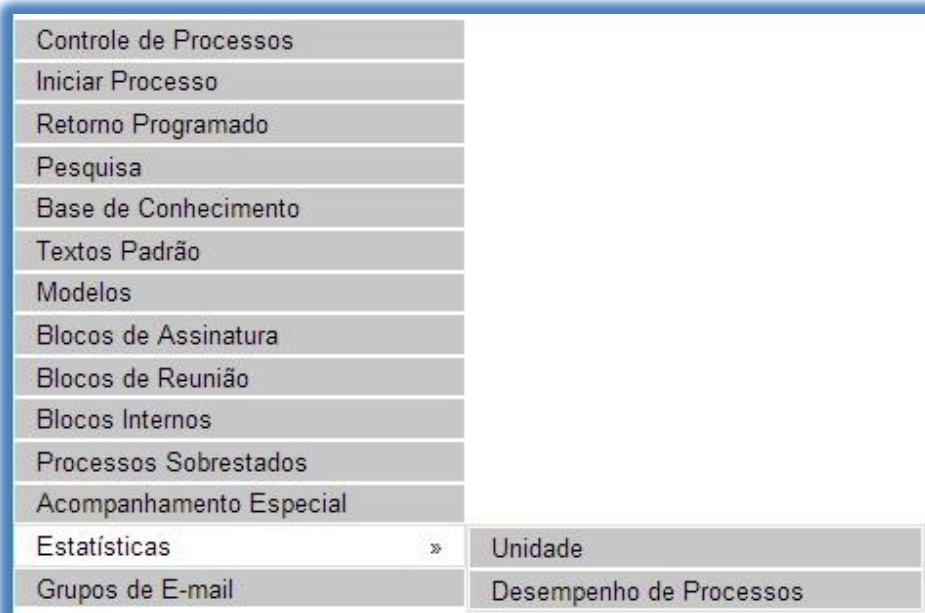 Controle de Processos
Iniciar Processo
Retorno Programado
Pesquisa
Base de Conhecimento
Textos Padrão
Modelos
Blocos de Assinatura
Blocos de Reunião
Blocos Internos
Processos Sobrestados
Acompanhamento Especial
Estatísticas » Unidade
Grupos de E-mail Desempenho de Processos